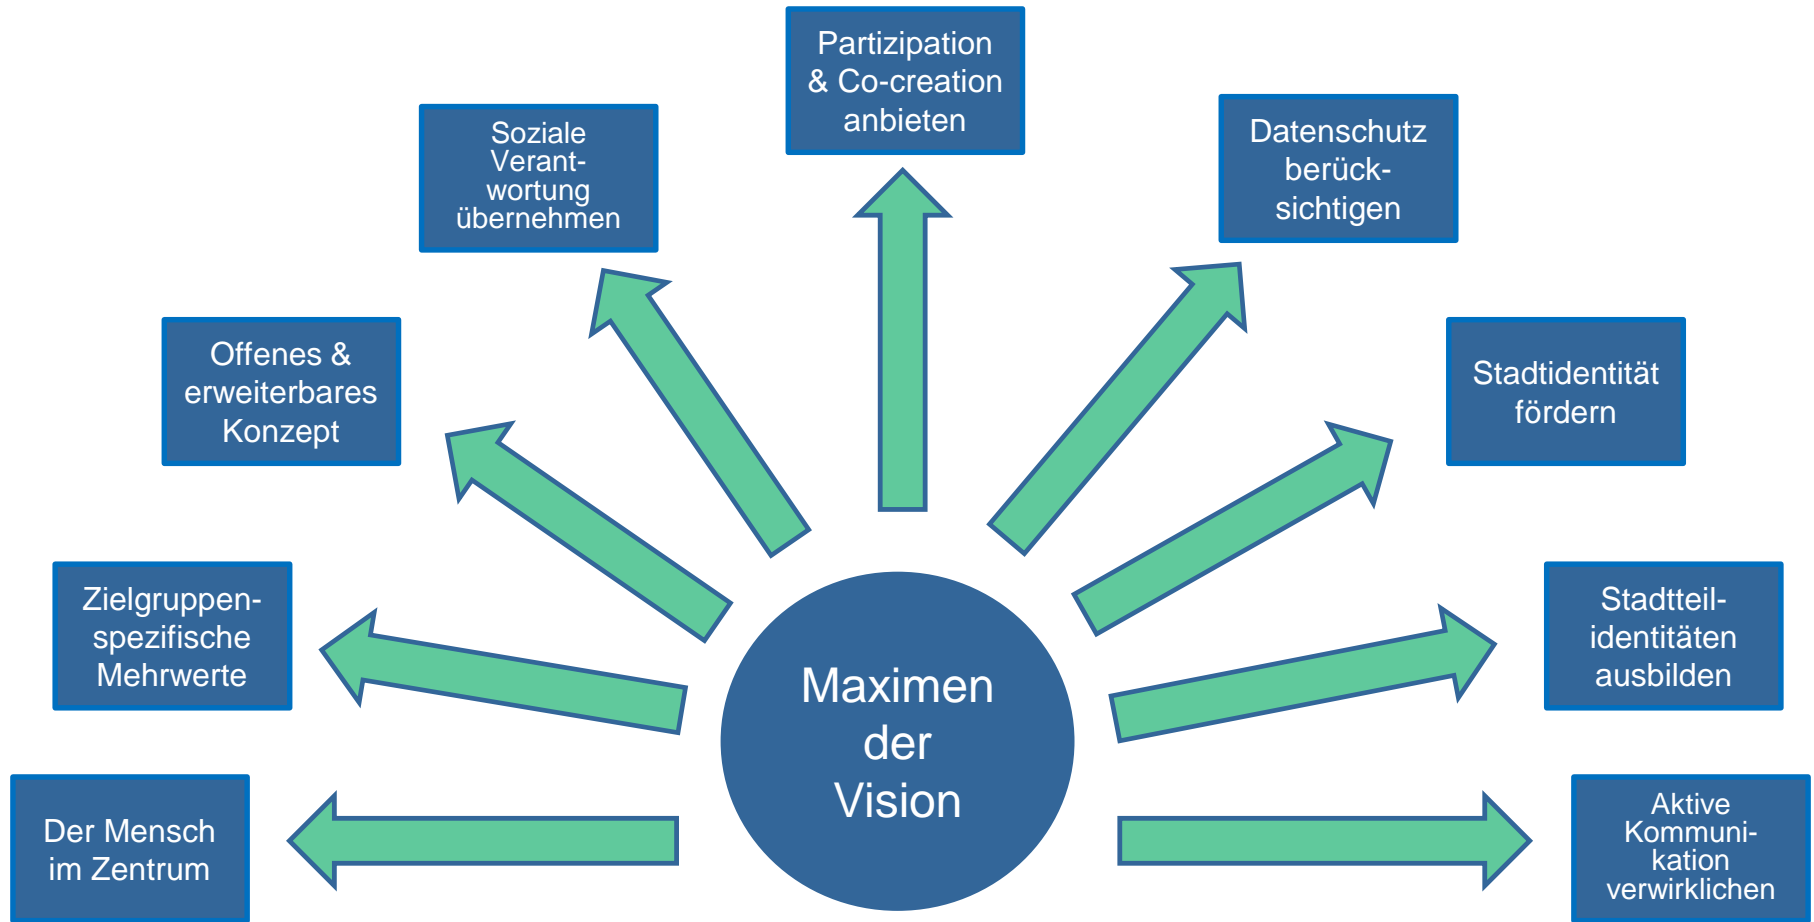 Partizipation
& Co-creation
anbieten
Soziale
Verant-
wortung
übernehmen
Datenschutz
berück-
sichtigen
Offenes &
erweiterbares
Konzept
Stadtidentität
fördern
Zielgruppen-
spezifische
Mehrwerte
Stadtteil-
identitäten
ausbilden
Maximen
der
Vision
Der Mensch
im Zentrum
Aktive
Kommuni-
kation
verwirklichen